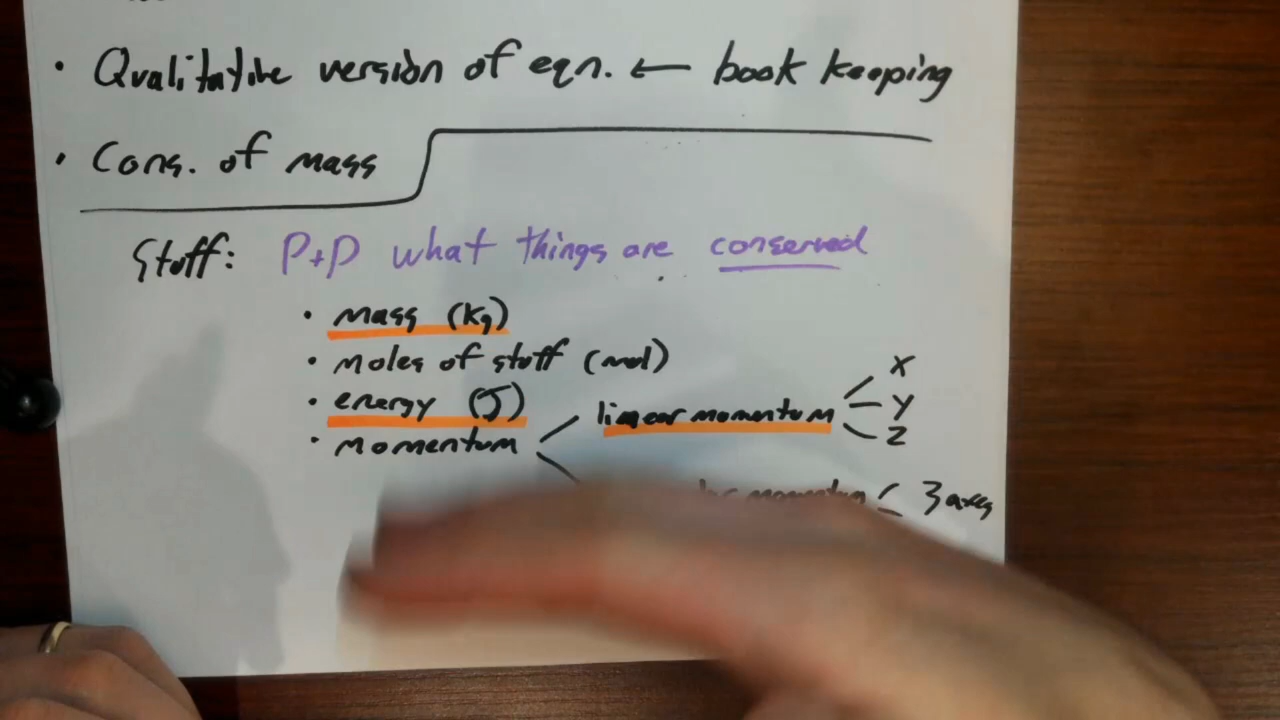 • Qualitative version of eqn. ← book keeping
• Cons. of mass
Stuff: P+P what things are conserved
• mass (kg)
• moles of stuff (mol)
• energy (J)
• momentum
linear momentum
X
Y
Z
momentum
3 axes